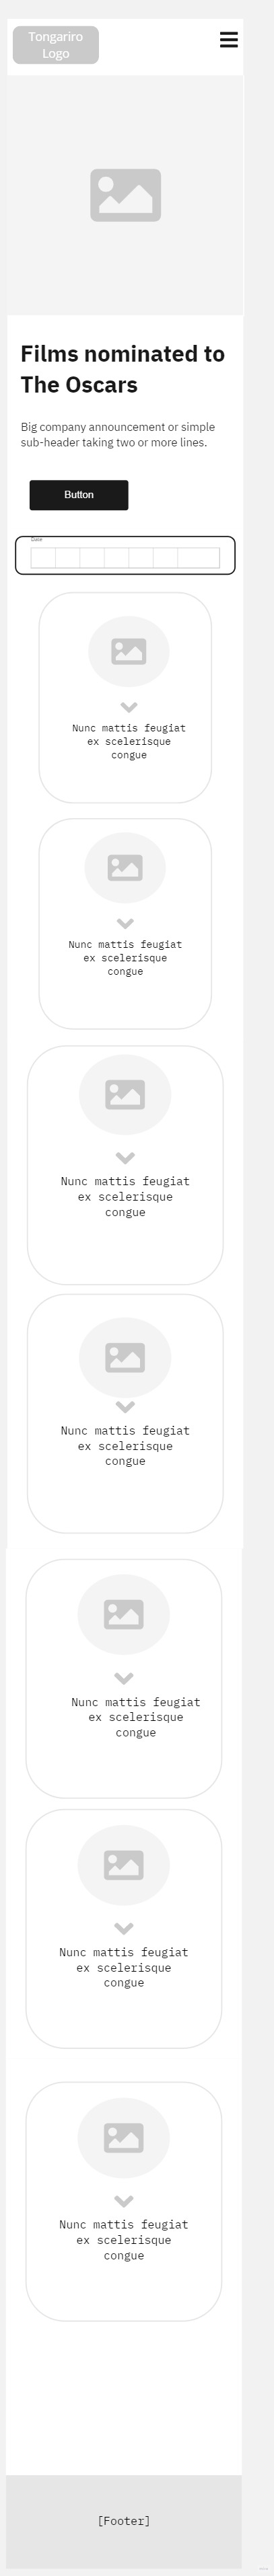 Tongariro
Logo
Films nominated to
The Oscars
Big company announcement or simple
sub-header taking two or more lines.
Button
Date
Nunc mattis feugiat
ex scelerisque
congue
Nunc mattis feugiat
ex scelerisque
congue
Nunc mattis feugiat
ex scelerisque
congue
Nunc mattis feugiat
ex scelerisque
congue
Nunc mattis feugiat
ex scelerisque
congue
Nunc mattis feugiat
ex scelerisque
congue
Nunc mattis feugiat
ex scelerisque
congue
[Footer]